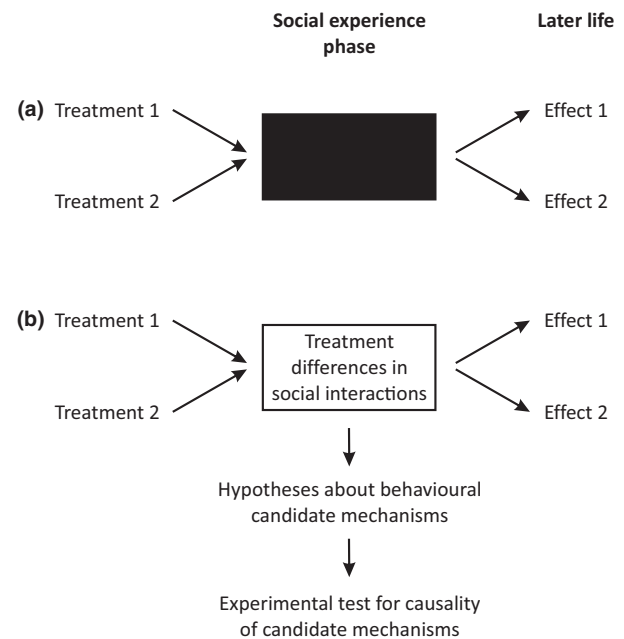 Social experience
phase
Later life
(a) Treatment 1
Effect 1
Treatment 2
Effect 2
(b) Treatment 1
Effect 1
Treatment
differences in
social interactions
Treatment 2
Effect 2
Hypotheses about behavioural
candidate mechanisms
Experimental test for causality
of candidate mechanisms